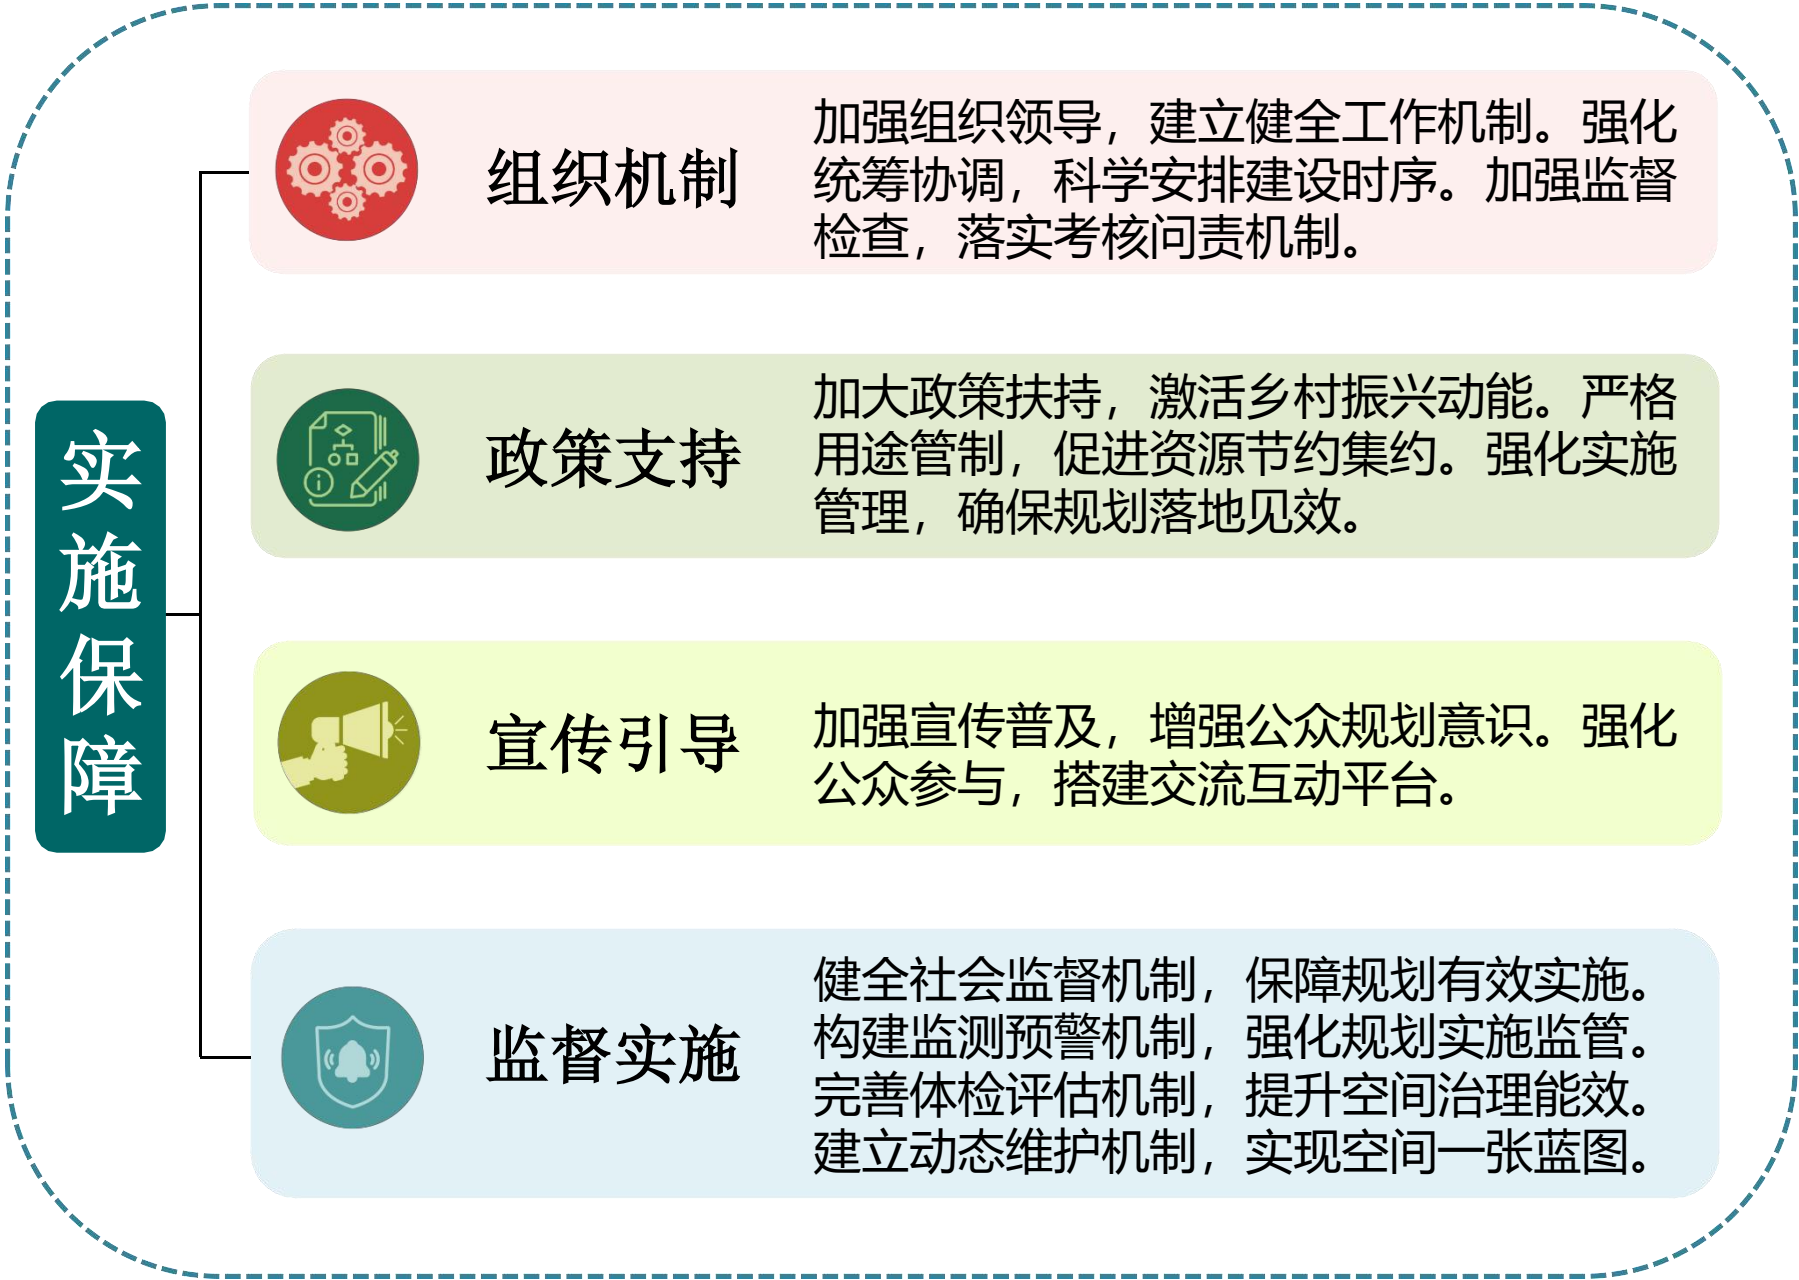 实施保障
组织机制
加强组织领导，建立健全工作机制。强化
统筹协调，科学安排建设时序。加强监督
检查，落实考核问责机制。
政策支持
加大政策扶持，激活乡村振兴动能。严格
用途管制，促进资源节约集约。强化实施
管理，确保规划落地见效。
宣传引导
加强宣传普及，增强公众规划意识。强化
公众参与，搭建交流互动平台。
监督实施
健全社会监督机制，保障规划有效实施。
构建监测预警机制，强化规划实施监管。
完善体检评估机制，提升空间治理能效。
建立动态维护机制，实现空间一张蓝图。